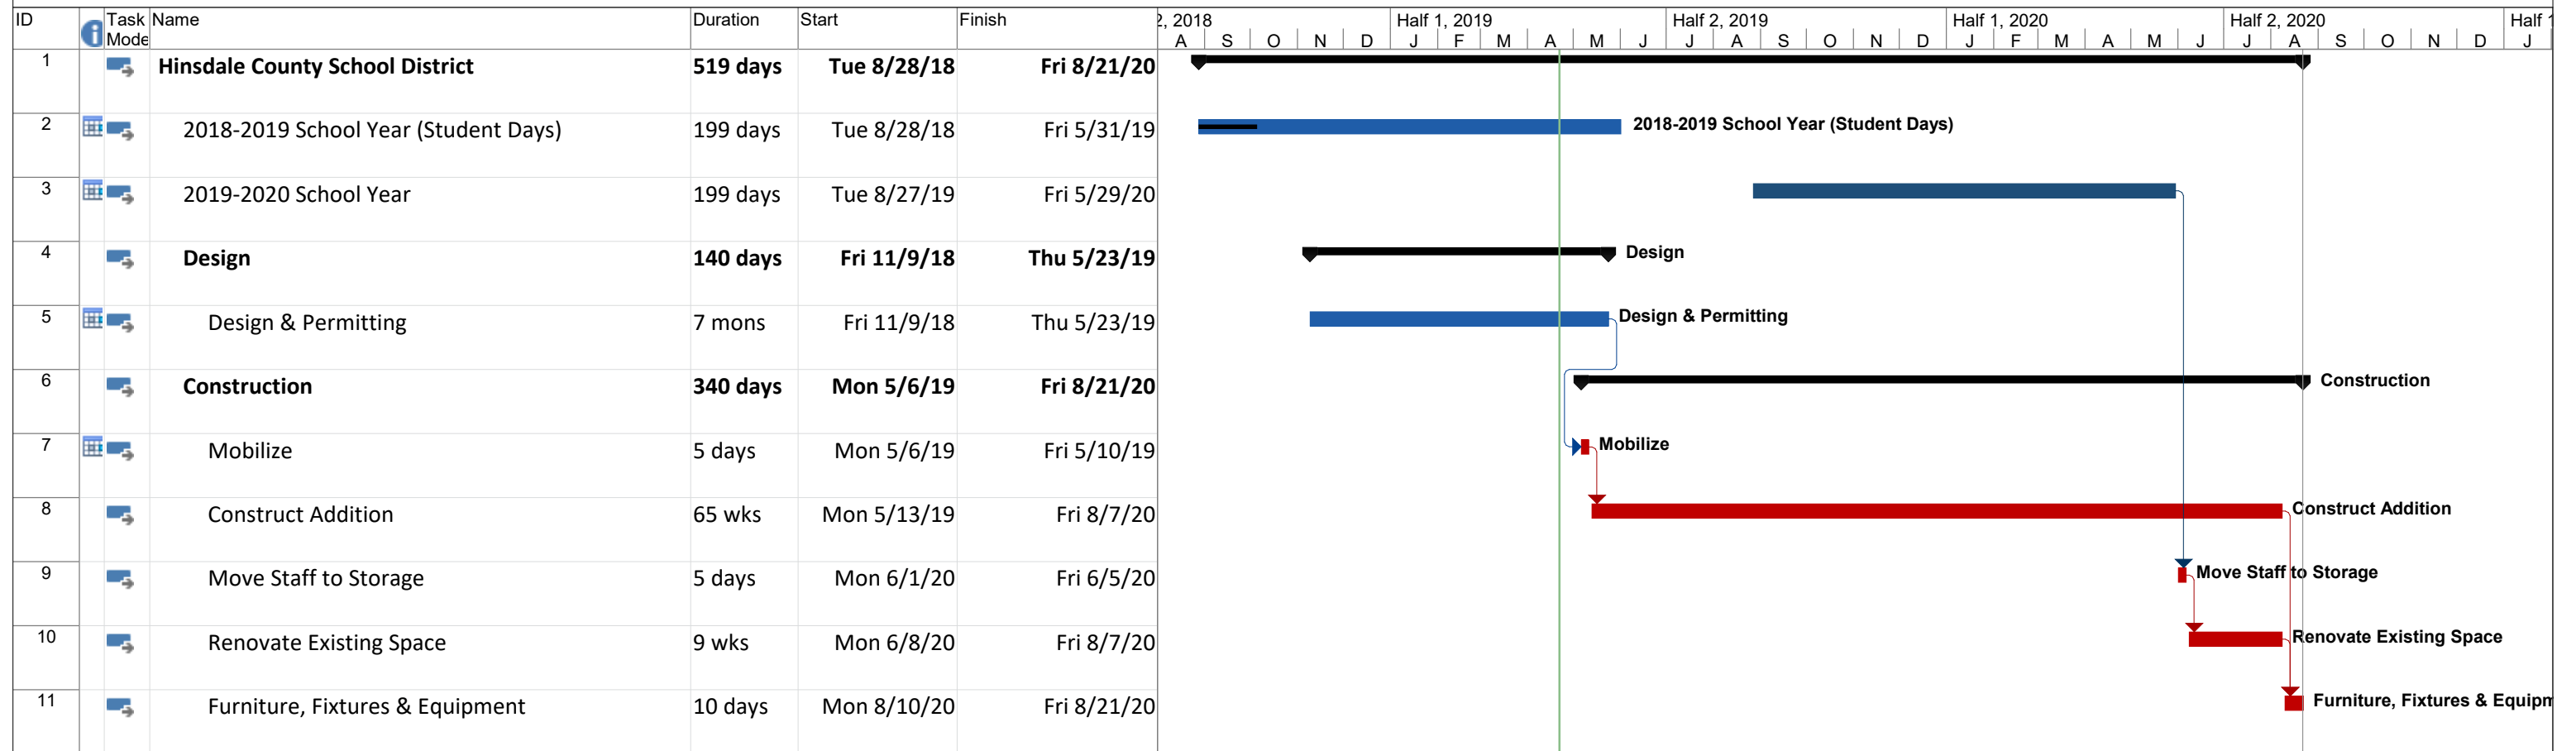 ID Task Name Duration Start Finish 2, 2018 Half 1, 2019 Half 2, 2019 Half 1, 2020 Half 2, 2020 Half 1
Mode A S O N D J F M A M J J A S O N D J F M A M J J A S O N D J
1 Hinsdale County School District 519 days Tue 8/28/18 Fri 8/21/20
2 2018-2019 School Year (Student Days) 199 days Tue 8/28/18 Fri 5/31/19 2018-2019 School Year (Student Days)
3 2019-2020 School Year 199 days Tue 8/27/19 Fri 5/29/20
4 Design 140 days Fri 11/9/18 Thu 5/23/19 Design
5 Design & Permitting 7 mons Fri 11/9/18 Thu 5/23/19 Design & Permitting
6 Construction 340 days Mon 5/6/19 Fri 8/21/20 Construction
7 Mobilize 5 days Mon 5/6/19 Fri 5/10/19 Mobilize
8 Construct Addition 65 wks Mon 5/13/19 Fri 8/7/20 Construct Addition
9 Move Staff to Storage 5 days Mon 6/1/20 Fri 6/5/20 Move Staff to Storage
10 Renovate Existing Space 9 wks Mon 6/8/20 Fri 8/7/20 Renovate Existing Space
11 Furniture, Fixtures & Equipment 10 days Mon 8/10/20 Fri 8/21/20 Furniture, Fixtures & Equipm